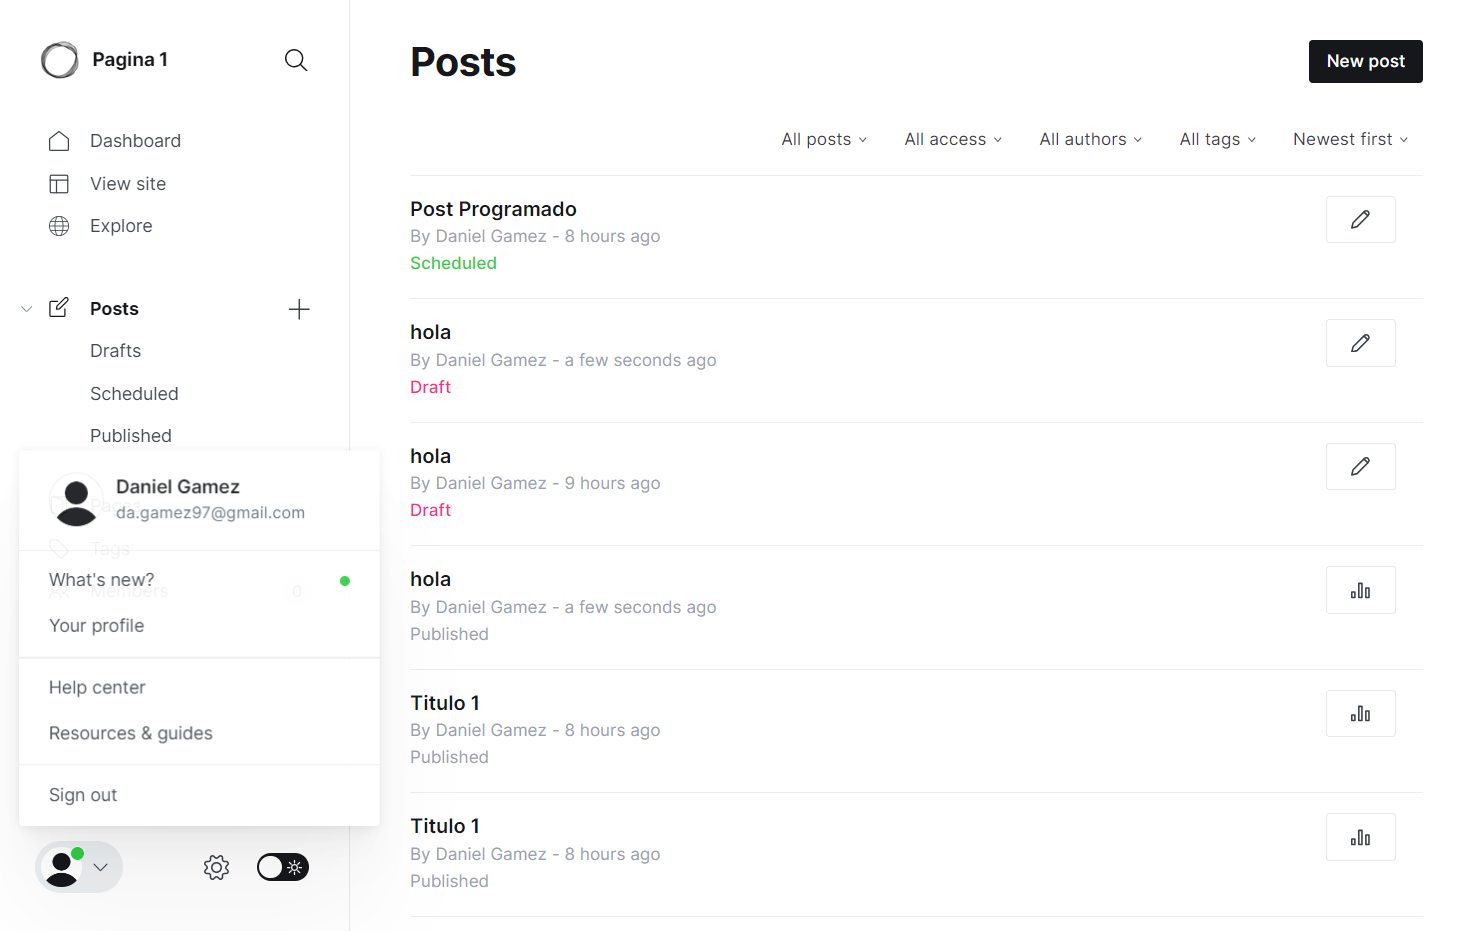 Pagina 1
Dashboard
View site
Explore
Posts
Drafts
Scheduled
Published
Pages
Tags
Members 0
Daniel Gamez
da.gamez97@gmail.com
What's new?
Your profile
Help center
Resources & guides
Sign out
Posts
New post
All posts
All access
All authors
All tags
Newest first
Post Programado
By Daniel Gamez - 8 hours ago
Scheduled
hola
By Daniel Gamez - a few seconds ago
Draft
hola
By Daniel Gamez - 9 hours ago
Draft
hola
By Daniel Gamez - a few seconds ago
Published
Titulo 1
By Daniel Gamez - 8 hours ago
Published
Titulo 1
By Daniel Gamez - 8 hours ago
Published